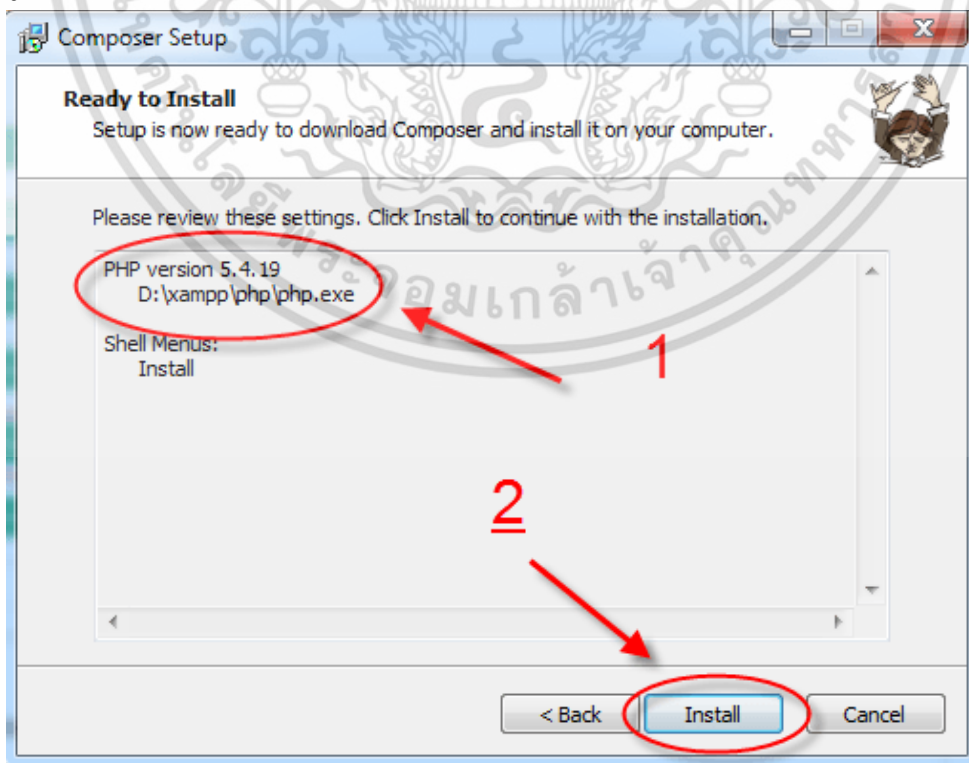 Composer Setup
Ready to Install
Setup is now ready to download Composer and install it on your computer.
Please review these settings. Click Install to continue with the installation.
PHP version 5.4.19
D:\xampp\php\php.exe
Shell Menus:
Install
1
2
< Back
Install
Cancel